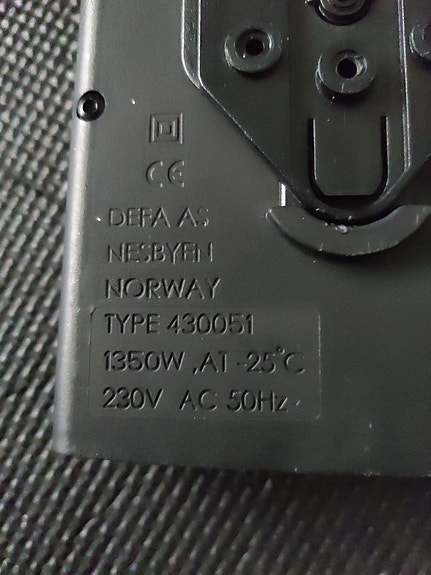 CE
DEFA AS
NESBYEN
NORWAY
TYPE 430051
1350W ,AT -25°C
230V AC 50Hz